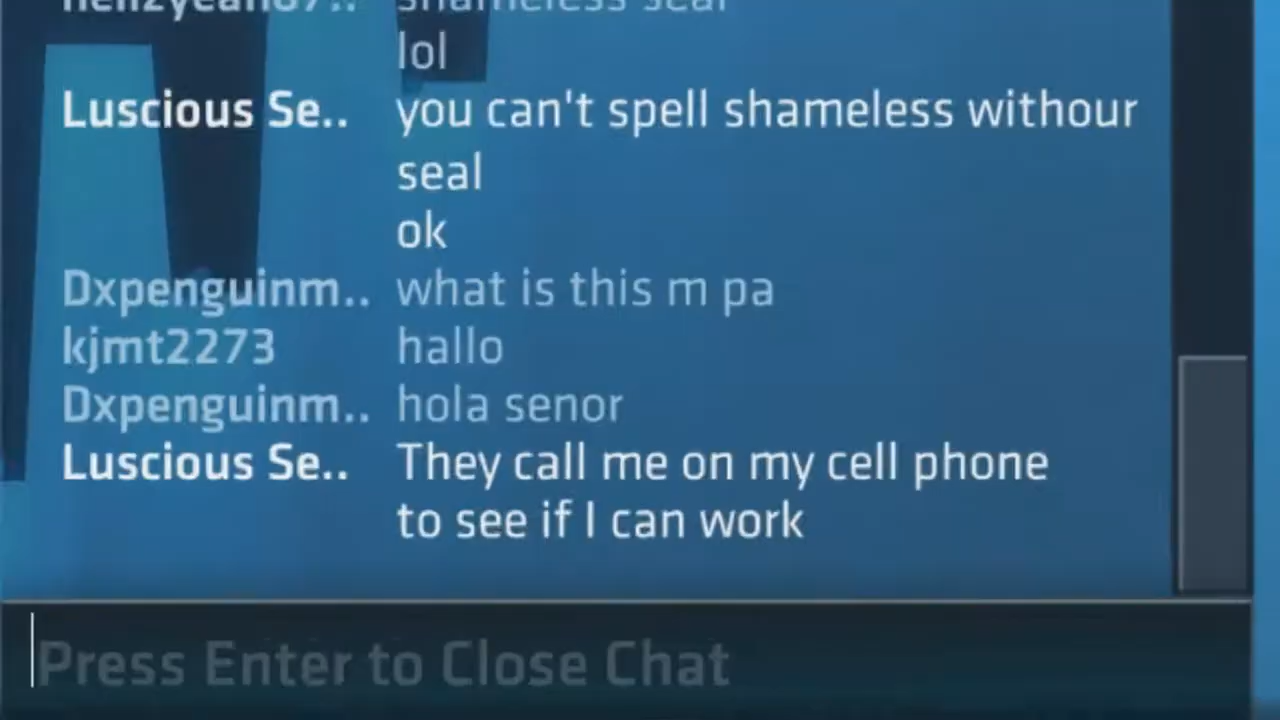 shameless seal
lol
Luscious Se.. you can't spell shameless withour
seal
ok
Dxpenguinm.. what is this m pa
kjmt2273 hallo
Dxpenguinm.. hola senor
Luscious Se.. They call me on my cell phone
to see if I can work
Press Enter to Close Chat